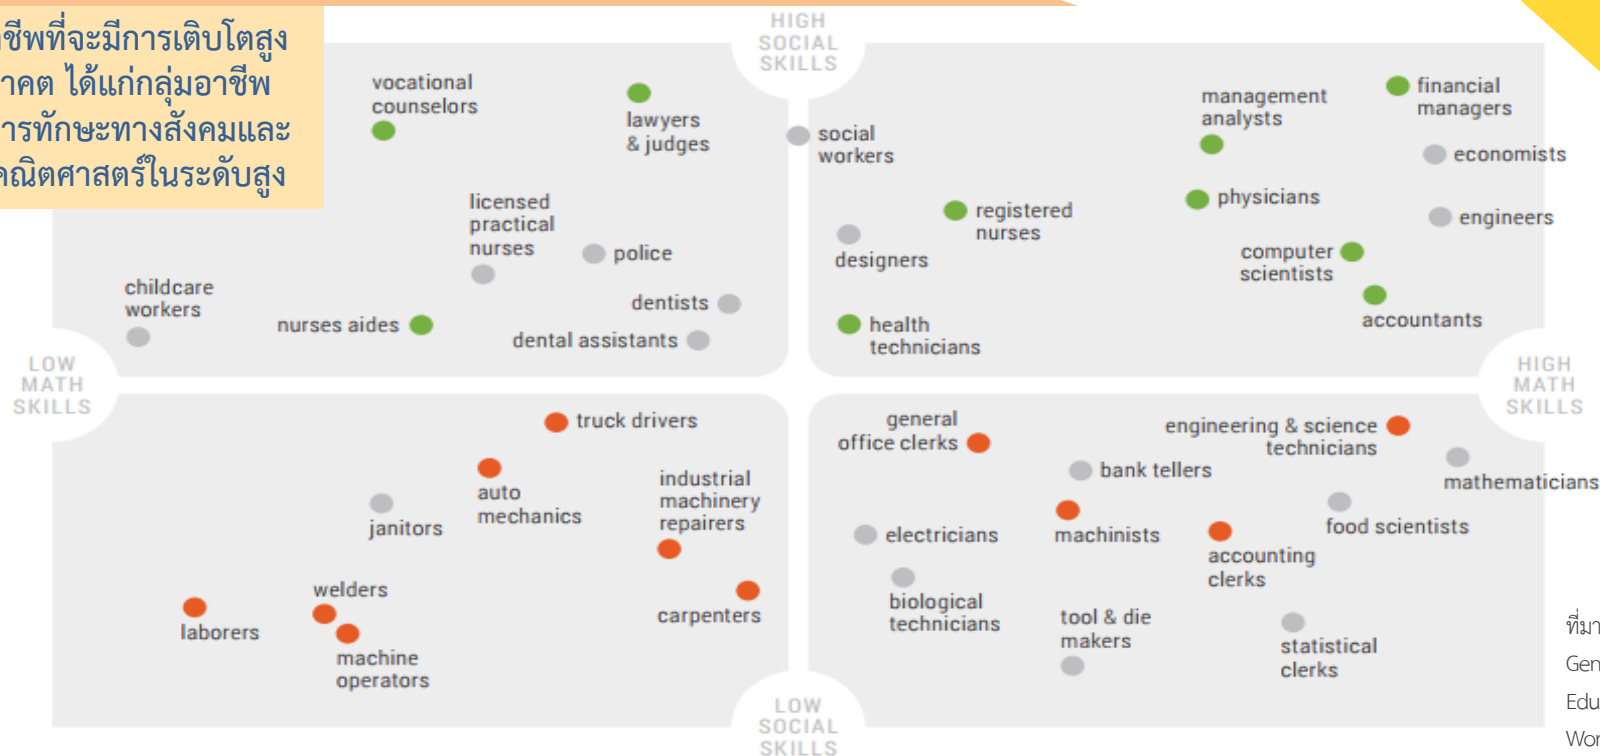 ชีพที่จะมีการเติบโตสูง
าคต ได้แก่กลุ่มอาชีพ
การทักษะทางสังคมและ
คณิตศาสตร์ในระดับสูง
HIGH
SOCIAL
SKILLS
vocational
counselors
lawyers
& judges
social
workers
management
analysts
financial
managers
economists
licensed
practical
nurses
police
registered
nurses
physicians
engineers
designers
computer
scientists
childcare
workers
nurses aides
dentists
dental assistants
health
technicians
accountants
LOW
MATH
SKILLS
HIGH
MATH
SKILLS
truck drivers
auto
mechanics
janitors
industrial
machinery
repairers
welders
laborers
machine
operators
carpenters
general
office clerks
engineering & science
technicians
bank tellers
mathematicians
electricians
machinists
food scientists
accounting
clerks
biological
technicians
tool & die
makers
statistical
clerks
LOW
SOCIAL
SKILLS
ที่มา
Gen
Edu
Wor